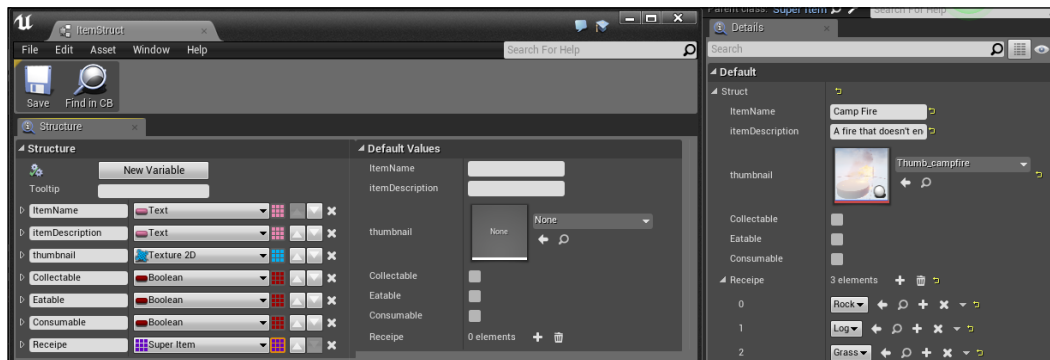 ItemStruct
File Edit Asset Window Help
Search For Help
Save Find in CB
Structure
Structure
New Variable
Tooltip
ItemName Text
itemDescription Text
thumbnail Texture 2D
Collectable Boolean
Eatable Boolean
Consumable Boolean
Receipe Super Item
Default Values
ItemName
itemDescription
thumbnail
None
None
Collectable
Eatable
Consumable
Receipe 0 elements
Parent class: Super Item
Search For Help
Details
Search
Default
Struct
ItemName Camp Fire
itemDescription A fire that doesn't en
thumbnail
Thumb_campfire
Collectable
Eatable
Consumable
Receipe 3 elements
0 Rock
1 Log
2 Grass